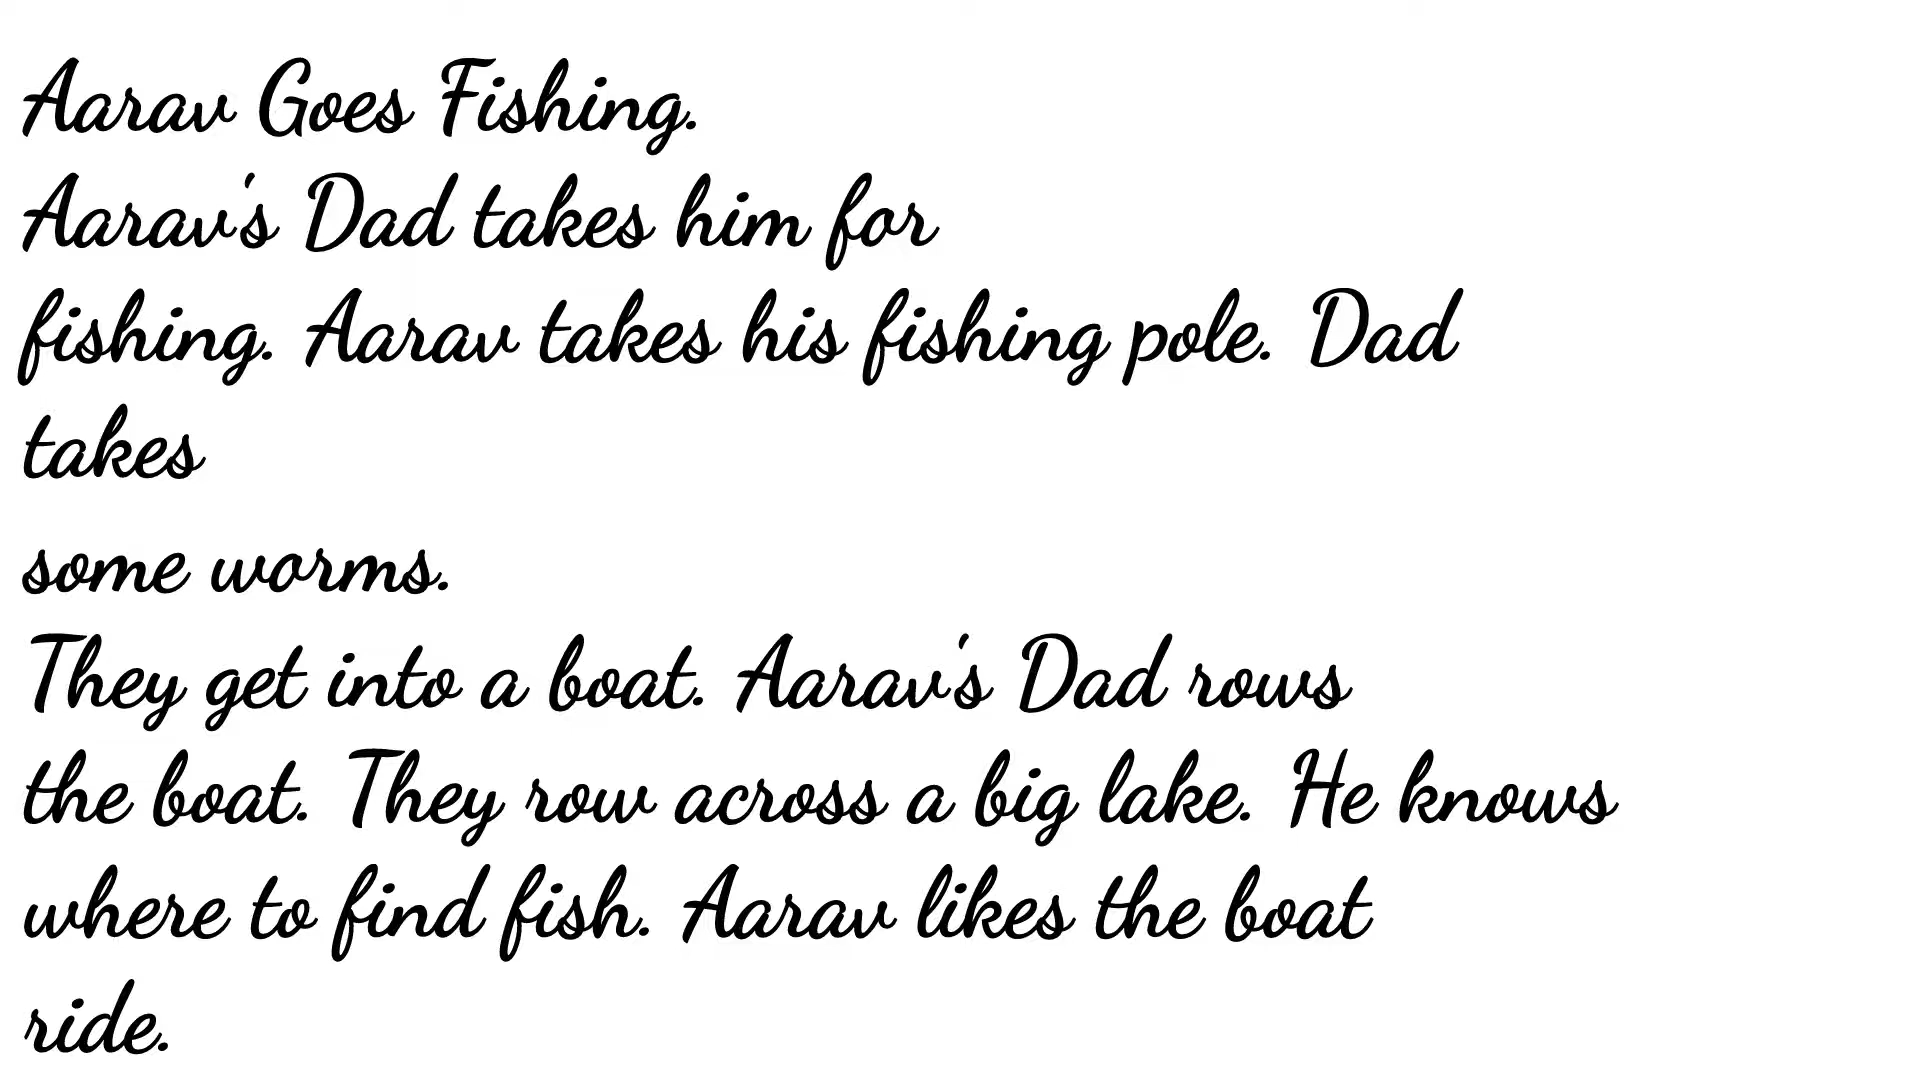 Aarav Goes Fishing.
Aarav's Dad takes him for
fishing. Aarav takes his fishing pole. Dad
takes
some worms.
They get into a boat. Aarav's Dad rows
the boat. They row across a big lake. He knows
where to find fish. Aarav likes the boat
ride.